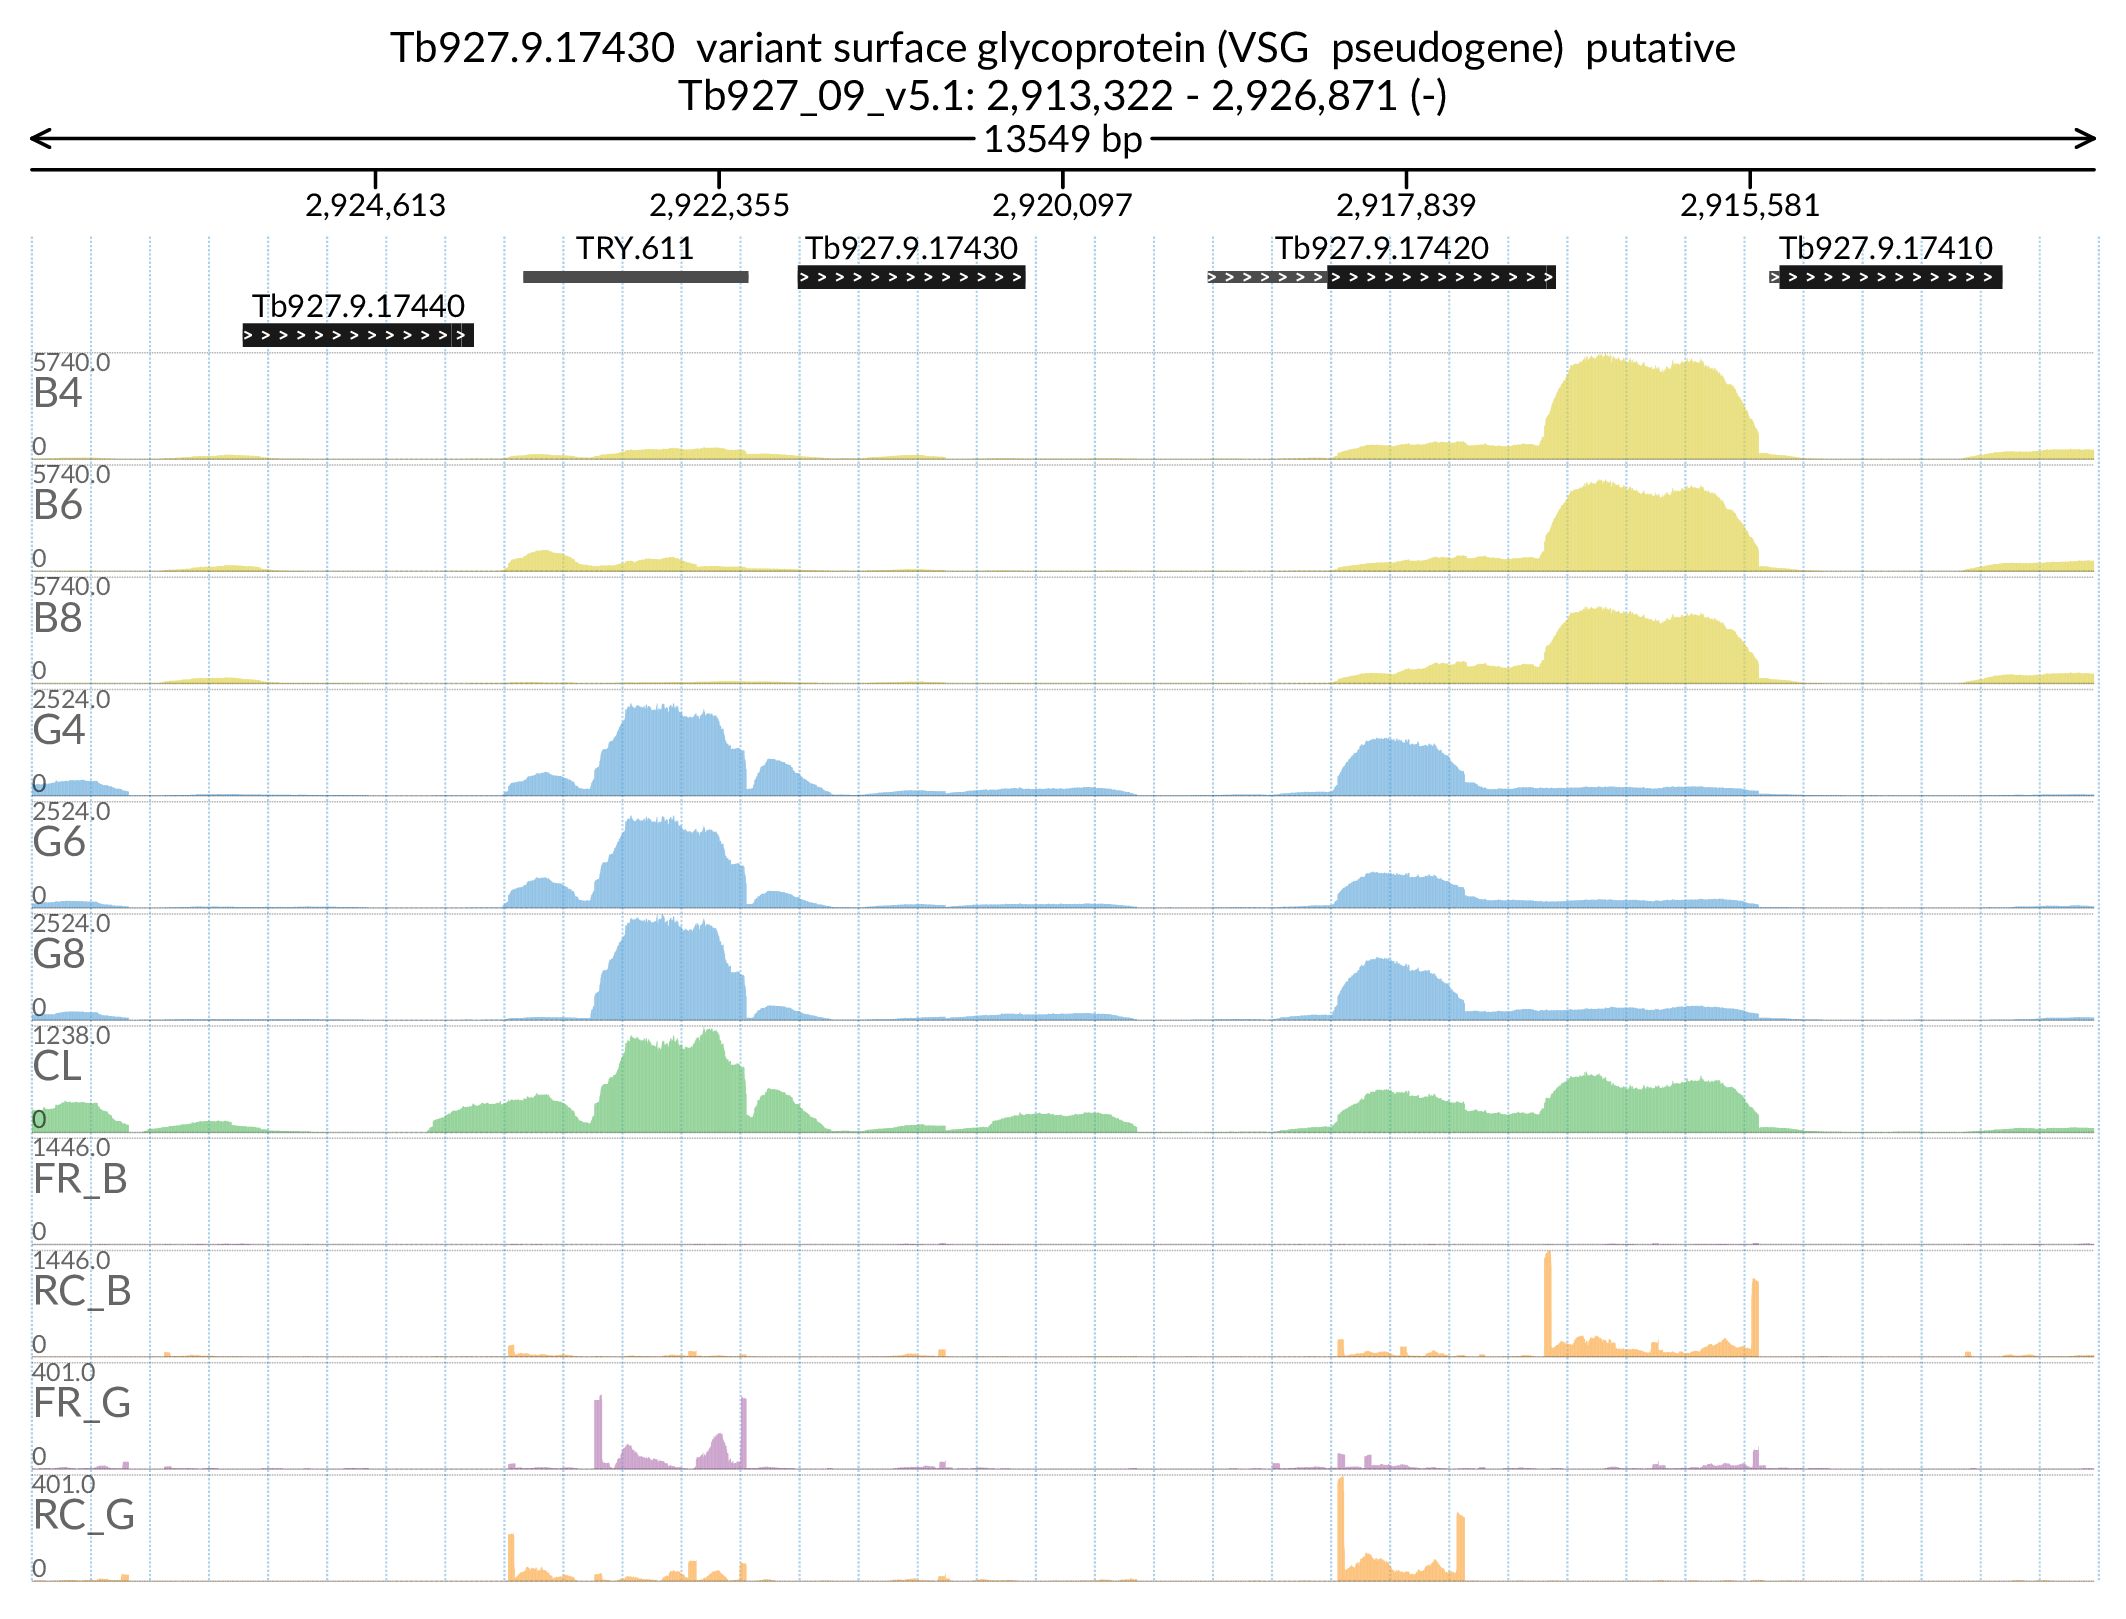 Tb927.9.17430  variant surface glycoprotein (VSG  pseudogene)  putative
Tb927_09_v5.1: 2,913,322 - 2,926,871 (-)
13549 bp
2,924,613 2,922,355 2,920,097 2,917,839 2,915,581
TRY.611 Tb927.9.17430 Tb927.9.17420 Tb927.9.17410
Tb927.9.17440
5740.0
B4
0
5740.0
B6
0
5740.0
B8
0
2524.0
G4
0
2524.0
G6
0
2524.0
G8
0
1238.0
CL
0
1446.0
FR_B
0
1446.0
RC_B
0
401.0
FR_G
0
401.0
RC_G
0